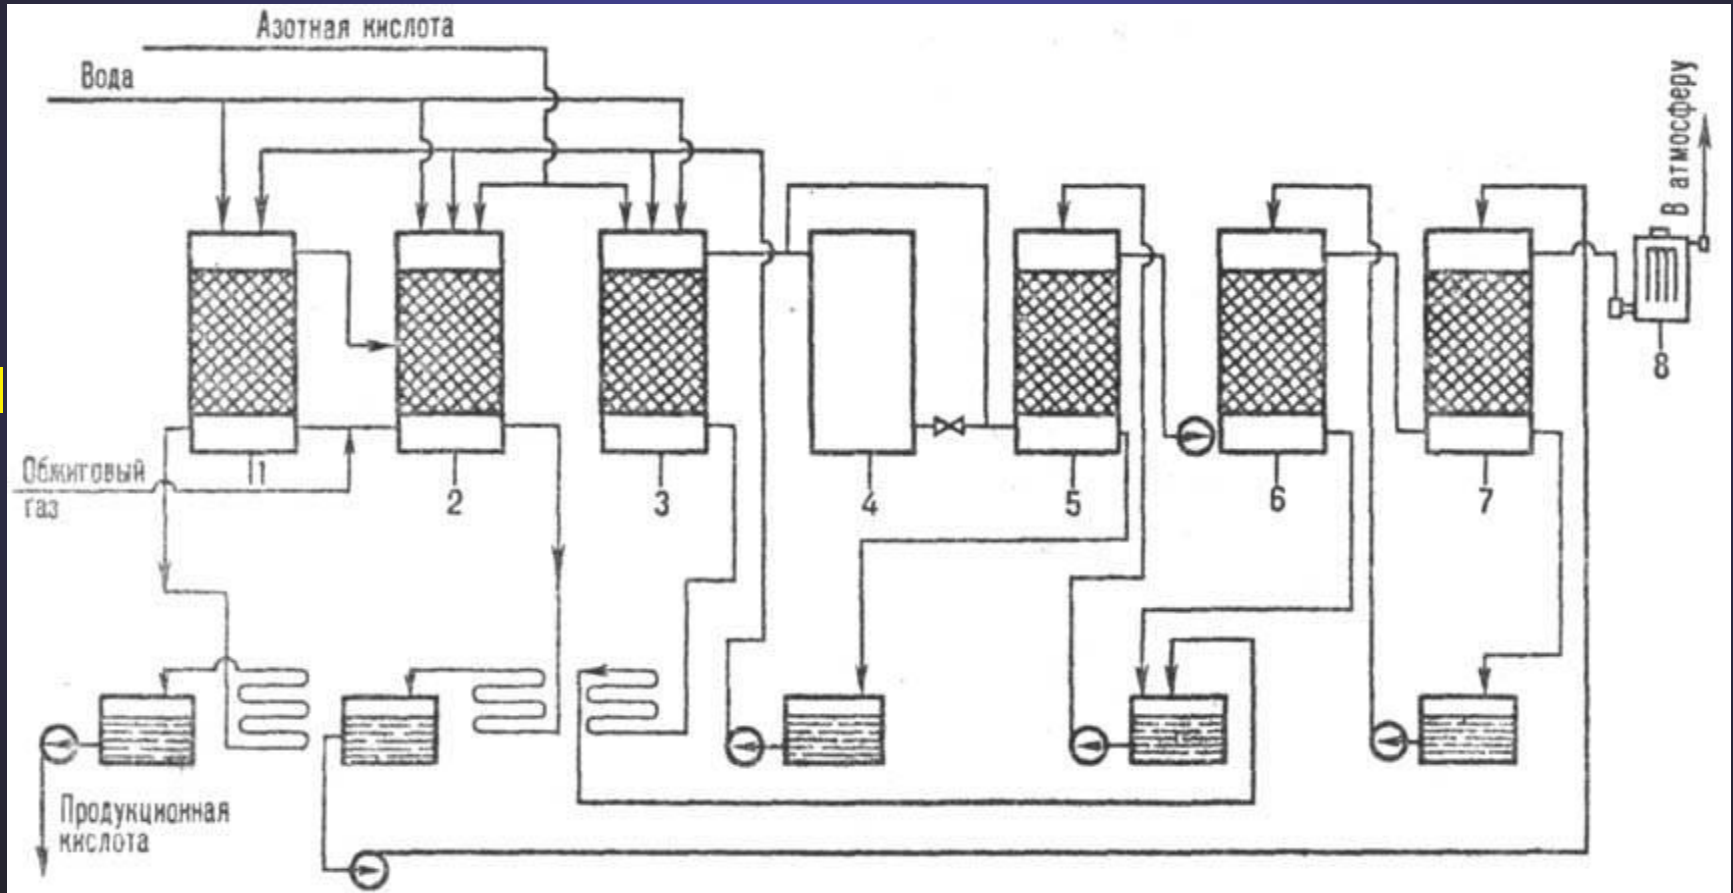 Азотная кислота
Вода
В атмосферу
Обжиговый
газ
1
2
3
4
5
6
7
8
Продукционная
кислота